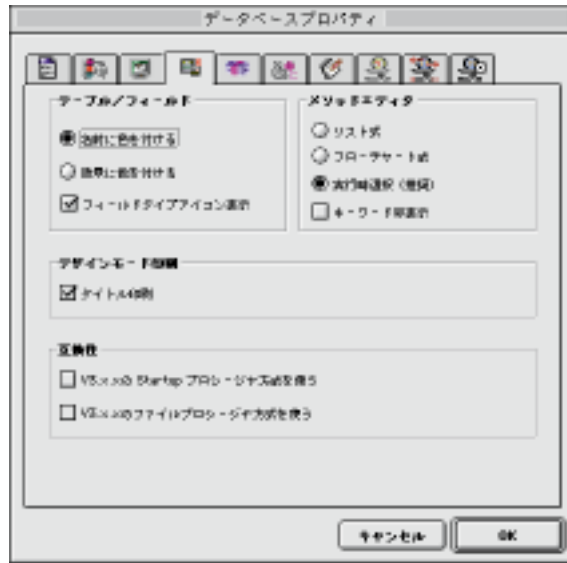 データベースプロパティ
テーブル/フィールド
名前に色を付ける
背景に色を付ける
フィールドタイプアイコン表示
メソッドエディタ
リスト式
フローチャート式
実行時選択（推奨）
キーワード部表示
デザインモード印刷
タイトル印刷
互換性
V3.x.xの Startup プロシージャ方式を使う
V3.x.xのファイルプロシージャ方式を使う
キャンセル
OK